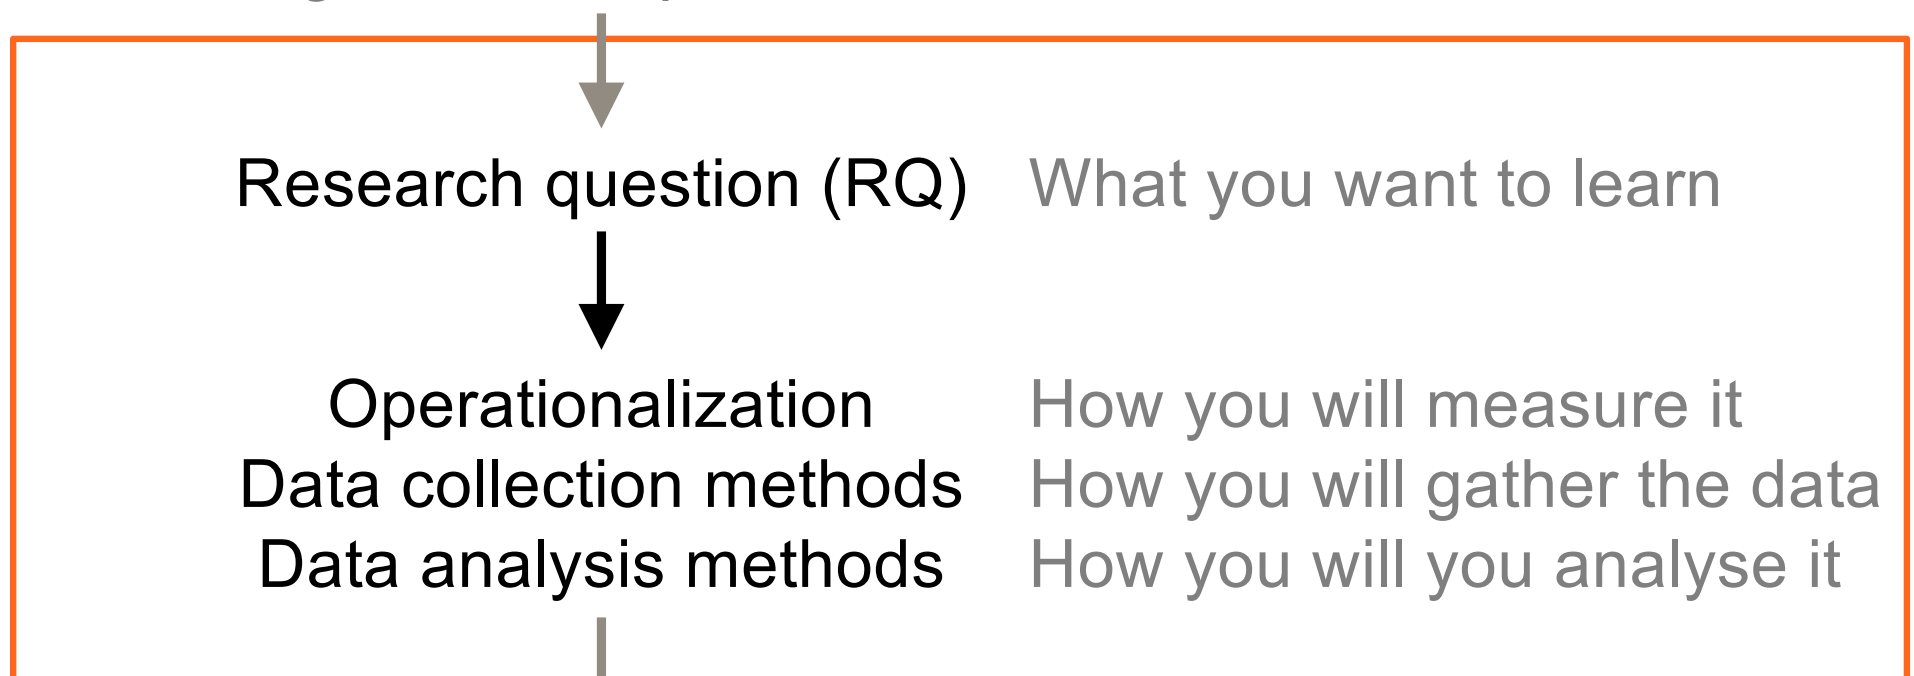 Research question (RQ) What you want to learn
Operationalization How you will measure it
Data collection methods How you will gather the data
Data analysis methods How you will you analyse it